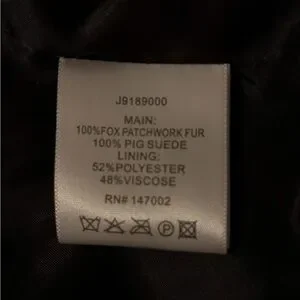 J9189000
MAIN:
100%FOX PATCHWORK FUR
100% PIG SUEDE
LINING:
52%POLYESTER
48%VISCOSE
RN# 147002